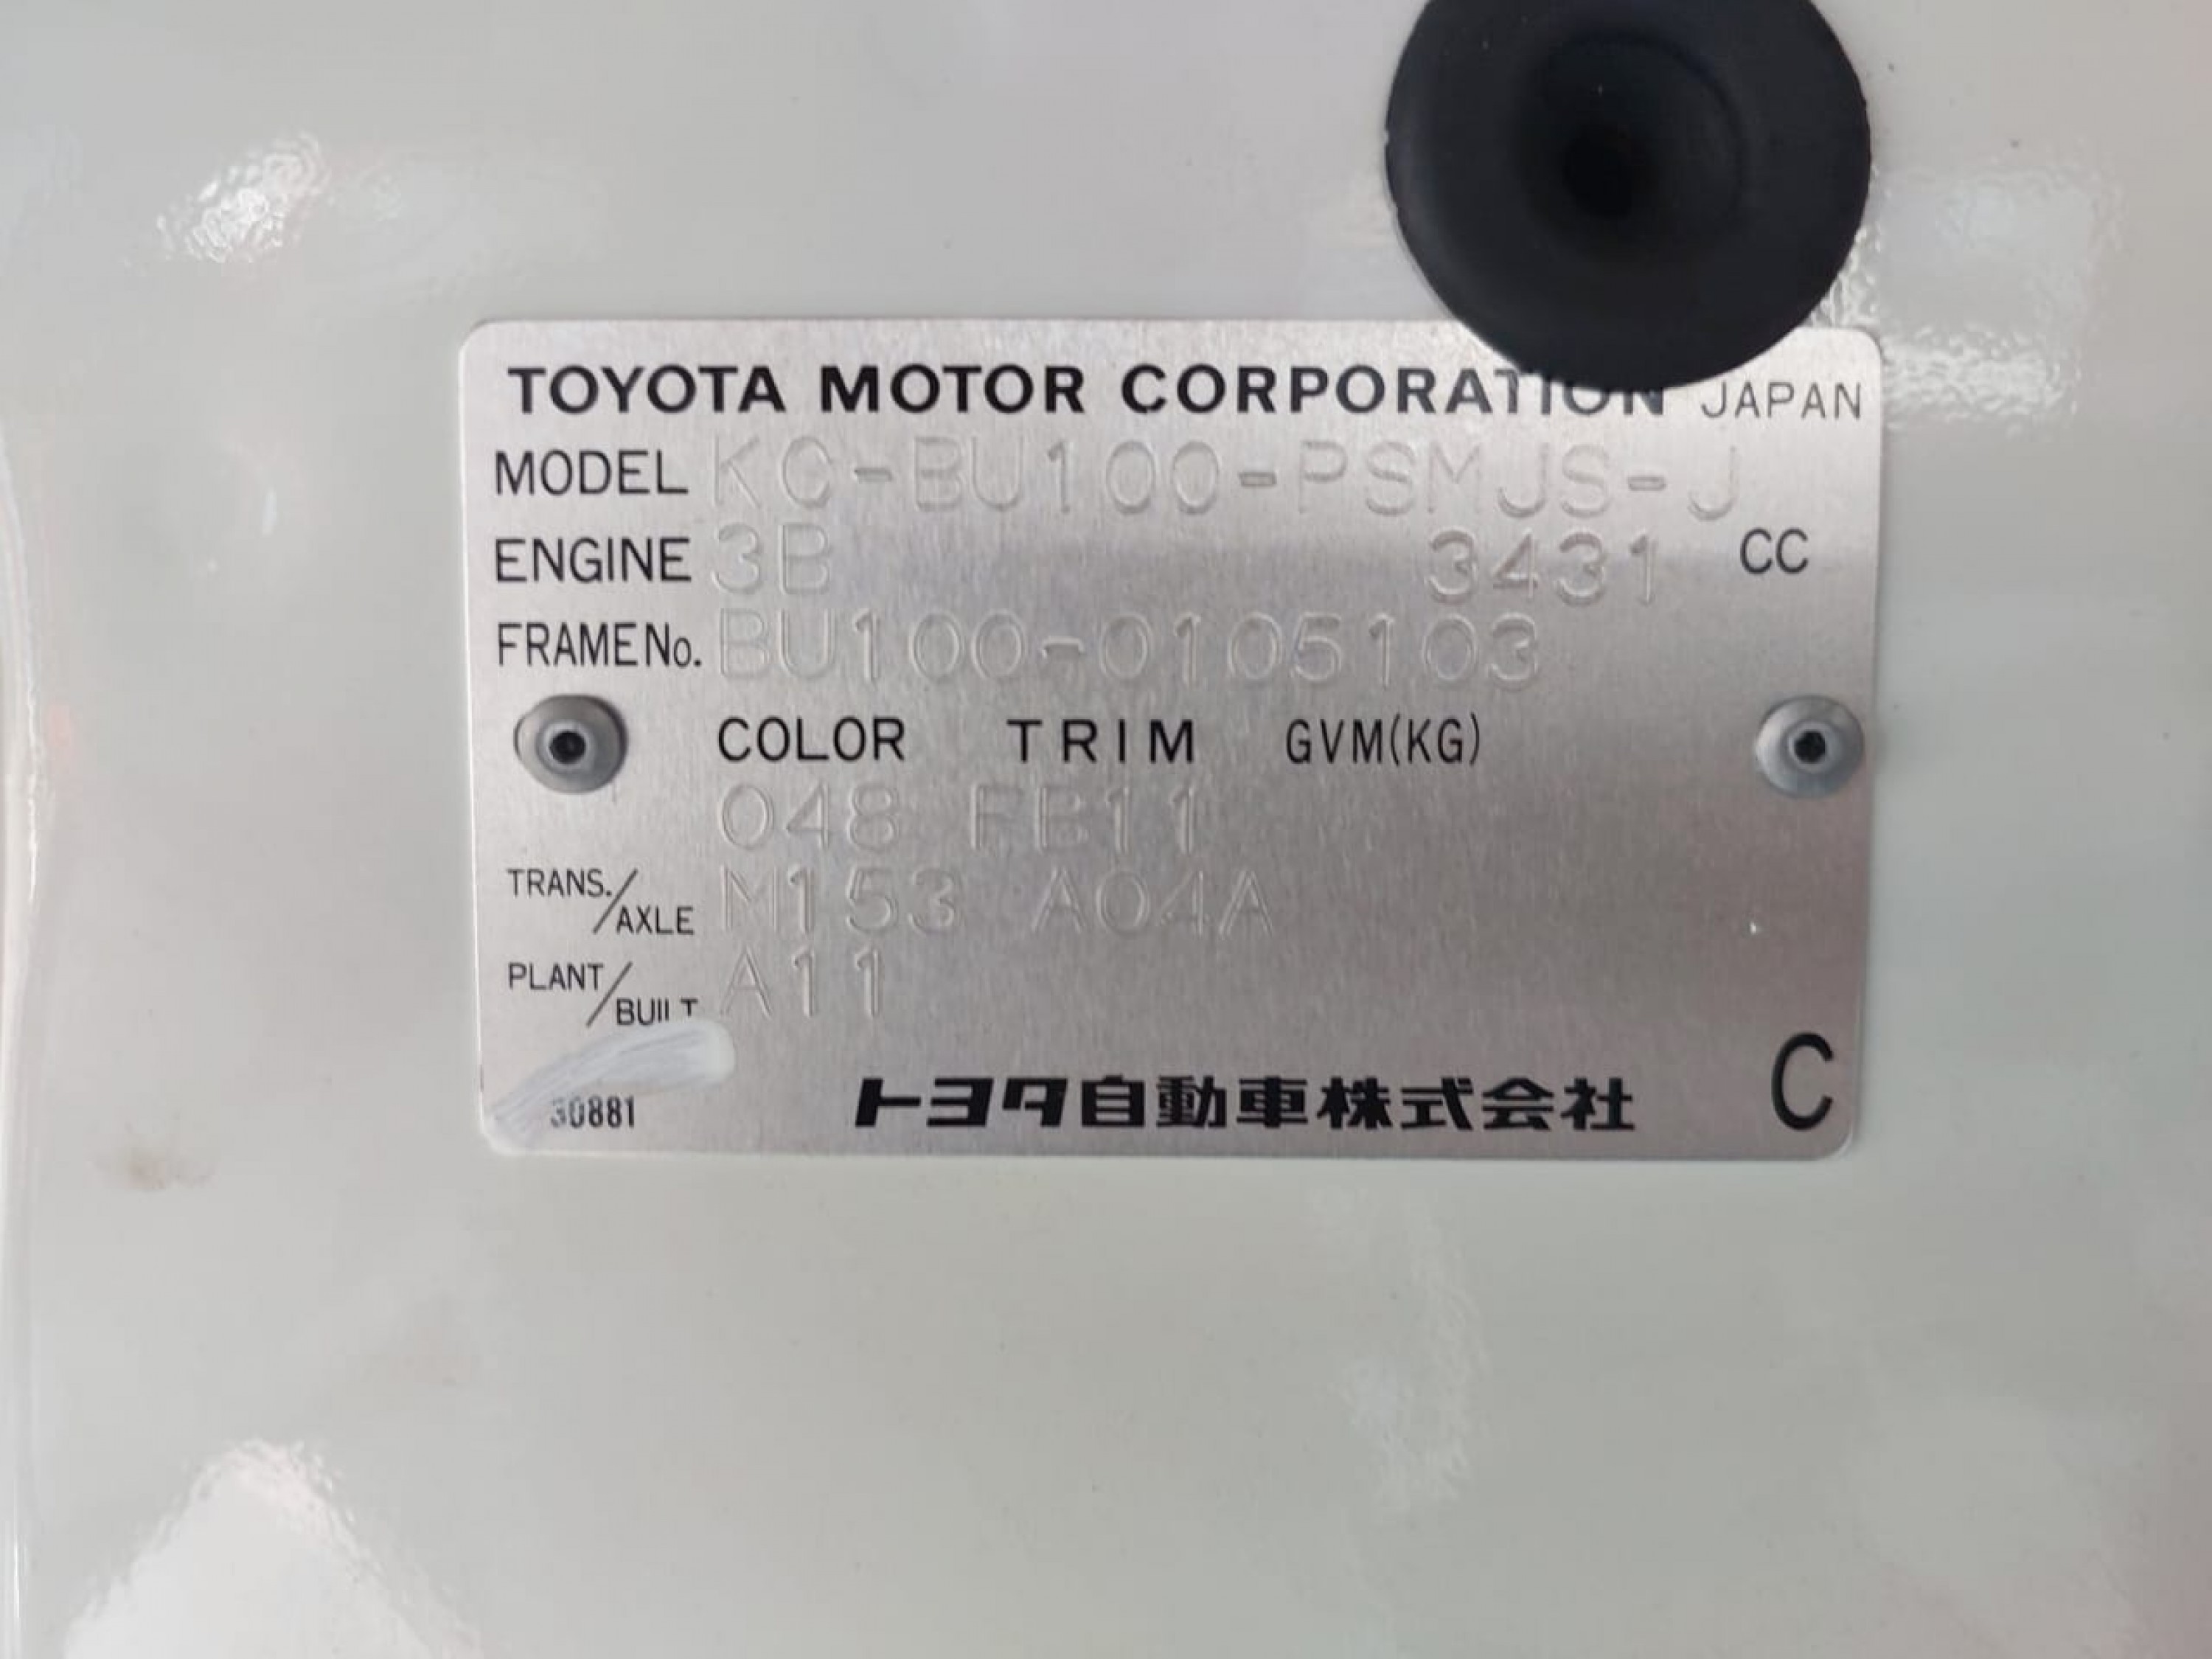 TOYOTA MOTOR CORPORATION JAPAN
MODEL KC-BU100-PSMJS-J
ENGINE 3B 3431 CC
FRAME No. BU100-0105103
COLOR TRIM GVM(KG)
048 FB11
TRANS./AXLE M153 A04A
PLANT/BUILT A11
30881
トヨタ自動車株式会社 C